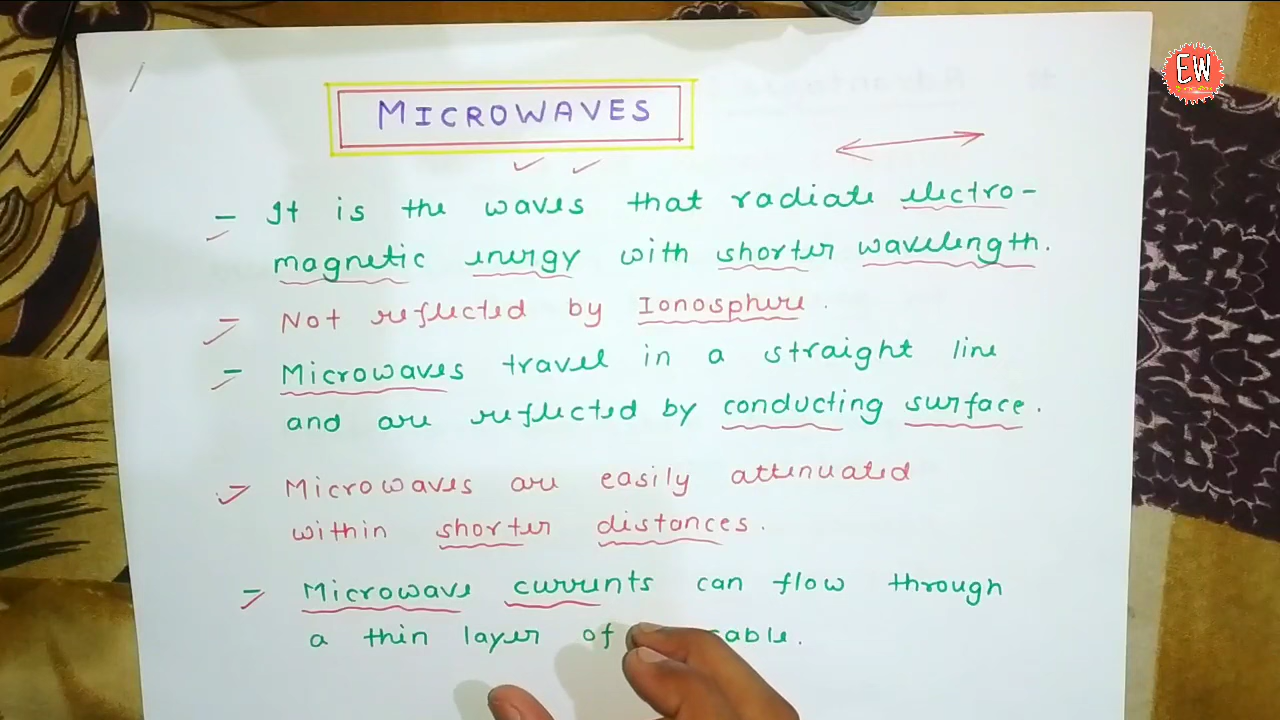 EW
MICROWAVES
- It is the waves that radiate electro-
magnetic energy with shorter wavelength.
- Not reflected by Ionosphere.
- Microwaves travel in a straight line
and are reflected by conducting surface.
Microwaves are easily attenuated
within shorter distances.
- Microwave currents can flow through
a thin layer of cable.